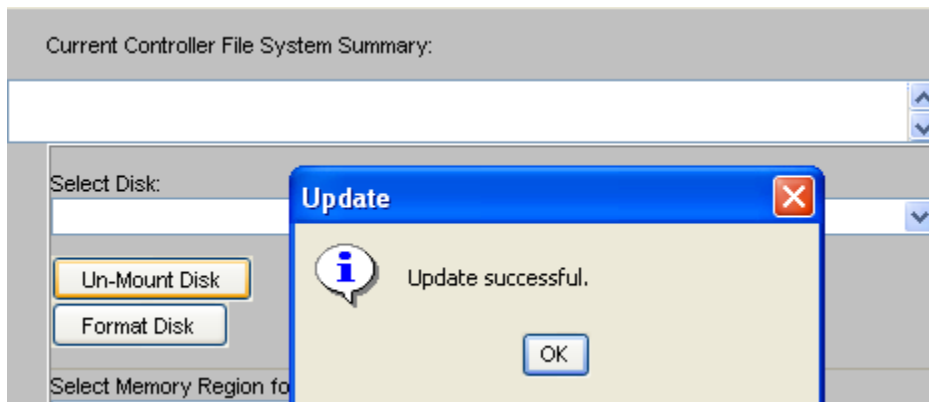 Current Controller File System Summary:
Select Disk:
Update
Un-Mount Disk
Update successful.
Format Disk
OK
Select Memory Region fo